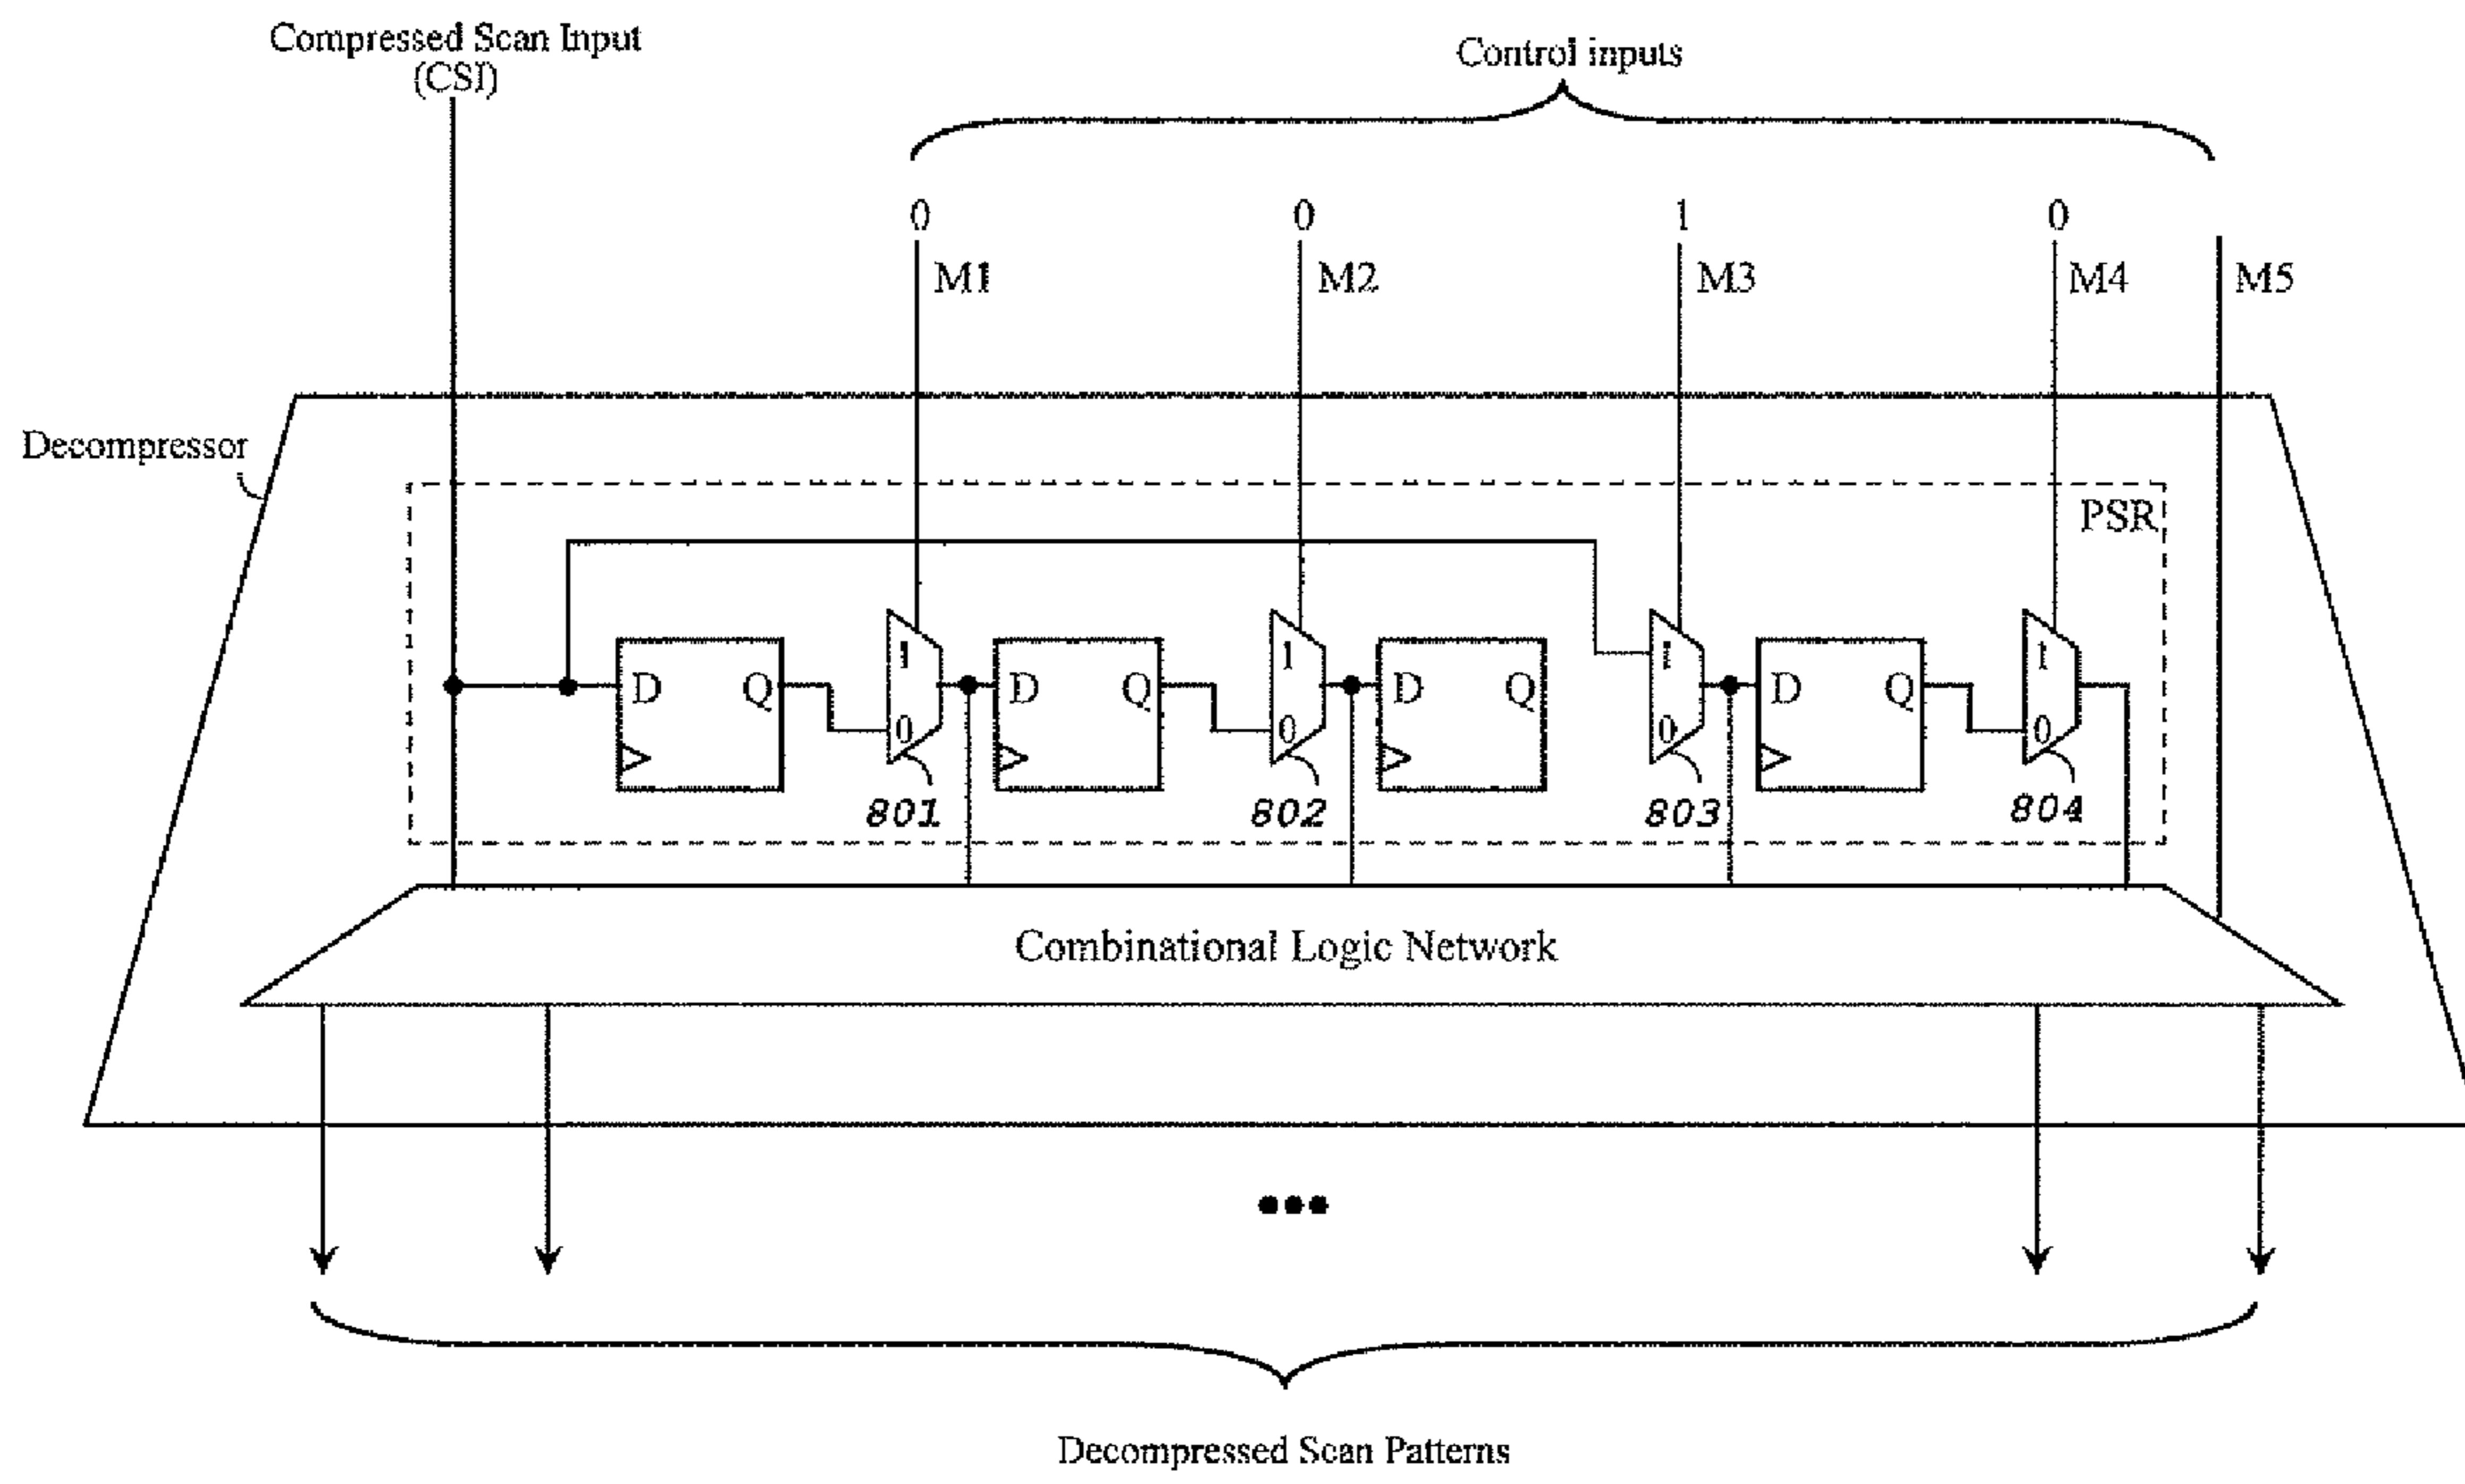 Compressed Scan Input
(CSI)
Control inputs
0 0 1 0
M1 M2 M3 M4 M5
Decompressor
PSR
1 1 1 1
D Q D Q D Q D Q
0 0 0 0
801 802 803 804
Combinational Logic Network
Decompressed Scan Patterns